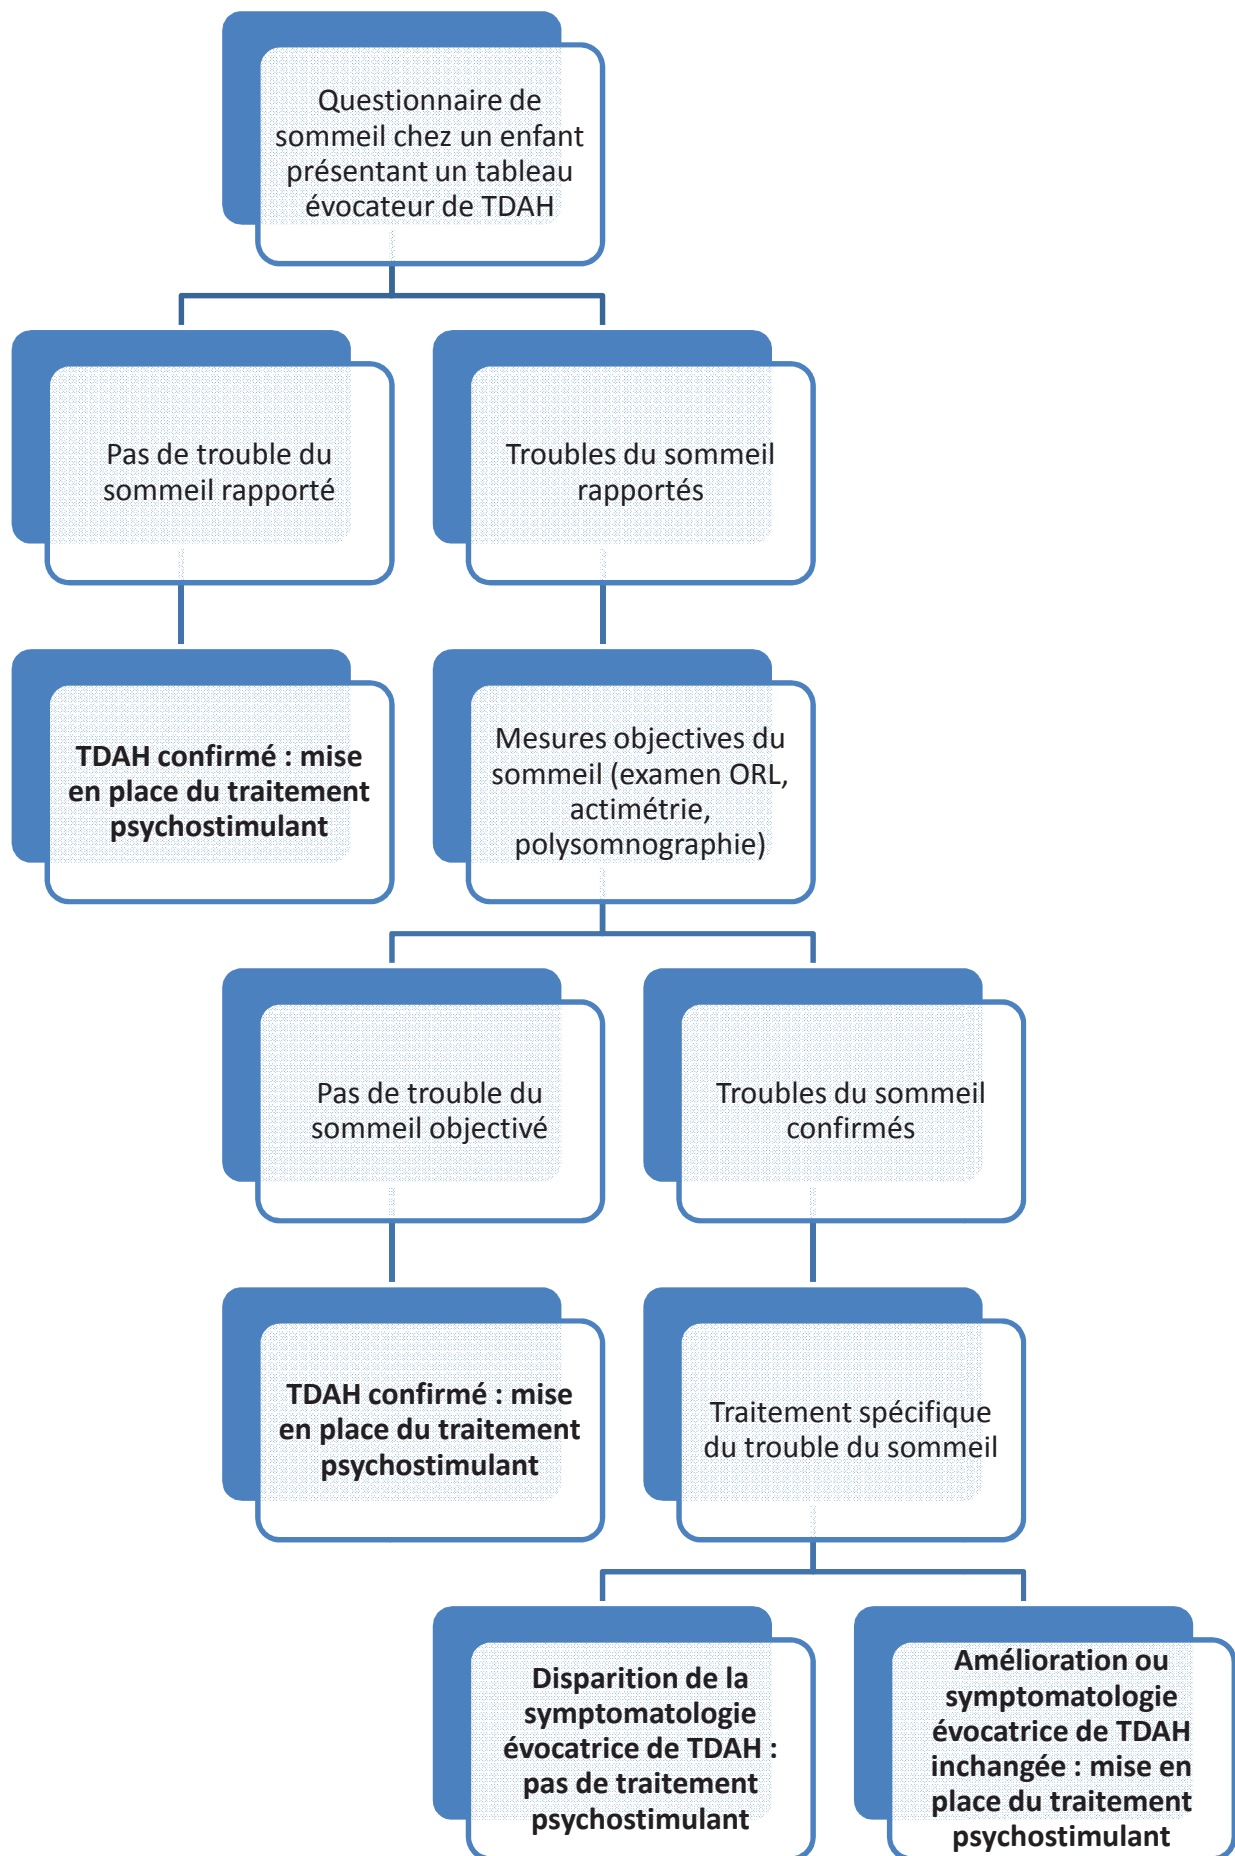 Questionnaire de
sommeil chez un enfant
présentant un tableau
évocateur de TDAH
Pas de trouble du
sommeil rapporté
Troubles du sommeil
rapportés
TDAH confirmé : mise
en place du traitement
psychostimulant
Mesures objectives du
sommeil (examen ORL,
actimétrie,
polysomnographie)
Pas de trouble du
sommeil objectivé
Troubles du sommeil
confirmés
TDAH confirmé : mise
en place du traitement
psychostimulant
Traitement spécifique
du trouble du sommeil
Disparition de la
symptomatologie
évocatrice de TDAH :
pas de traitement
psychostimulant
Amélioration ou
symptomatologie
évocatrice de TDAH
inchangée : mise en
place du traitement
psychostimulant